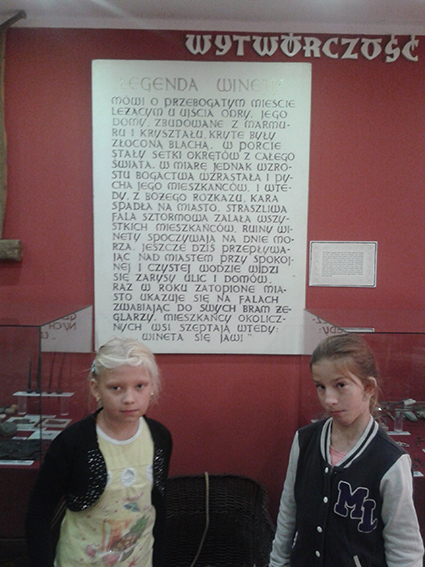 WYTWÓRCZOŚĆ
LEGENDA WINETY
MÓWI O PRZEBOGATYM MIEŚCIE
LEŻĄCYM U UJŚCIA ODRY. JEGO
DOMY, ZBUDOWANE Z MARMU-
RU I KRYSZTAŁU, KRYTE BYŁY
ZŁOCONĄ BLACHĄ, W PORCIE
STAŁY SETKI OKRĘTÓW Z CAŁEGO
ŚWIATA. W MIARĘ JEDNAK WZRO-
STU BOGACTWA WZRASTAŁA I PY-
CHA JEGO MIESZKAŃCÓW. I WTE-
DY, Z BOŻEGO ROZKAZU, KARA
SPADŁA NA MIASTO. STRASZLIWA
FALA SZTORMOWA ZALAŁA WSZY-
STKICH MIESZKAŃCÓW. RUINY WI-
NETY SPOCZYWAJĄ NA DNIE MO-
RZA. JESZCZE DZIŚ PRZEPŁYWA-
JĄC NAD MIASTEM PRZY SPOKOJ-
NEJ I CZYSTEJ WODZIE WIDZI
SIĘ ZARYSY ULIC I DOMÓW.
RAZ W ROKU ZATOPIONE MIA-
STO UKAZUJE SIĘ NA FALACH
ZWABIAJĄC DO SWYCH BRAM ŻE-
GLARZY. MIESZKAŃCY OKOLICZ-
NYCH WSI SZEPTAJĄ WTEDY:
WINETA SIĘ JAWI"
ML